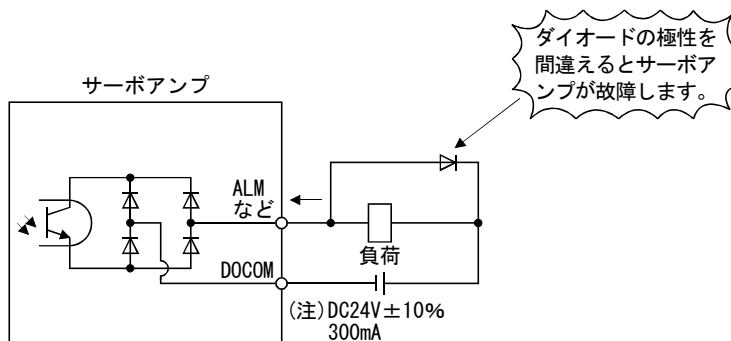 ダイオードの極性を
間違えるとサーボア
ンプが故障します。
サーボアンプ
ALM
など
負荷
DOCOM
(注)DC24V±10%
300mA